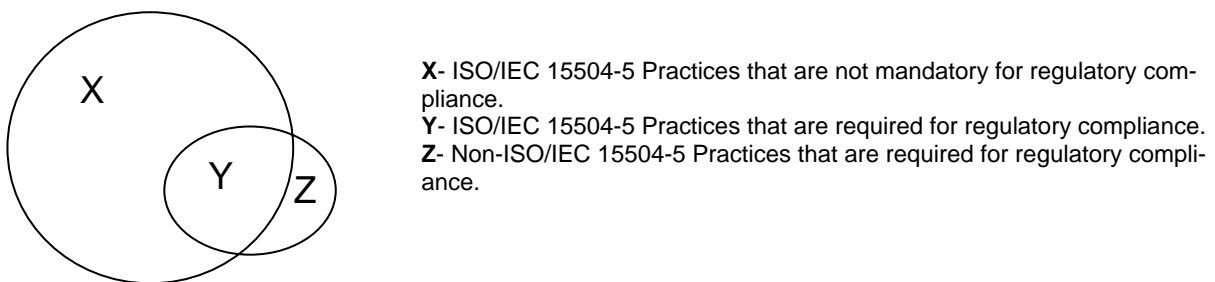 X
Y
Z
X- ISO/IEC 15504-5 Practices that are not mandatory for regulatory com-
pliance.
Y- ISO/IEC 15504-5 Practices that are required for regulatory compliance.
Z- Non-ISO/IEC 15504-5 Practices that are required for regulatory compli-
ance.